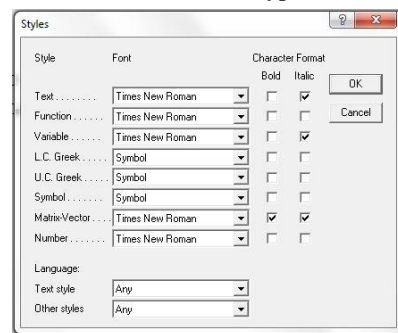 Styles
Style Font Character Format
Bold Italic
OK
Text . . . . . . . . Times New Roman
Function . . . . . . Times New Roman
Cancel
Variable . . . . . . Times New Roman
L.C. Greek . . . . . Symbol
U.C. Greek . . . . . Symbol
Symbol . . . . . . . Symbol
Matrix-Vector . . . . Times New Roman
Number . . . . . . . Times New Roman
Language:
Text style Any
Other styles Any